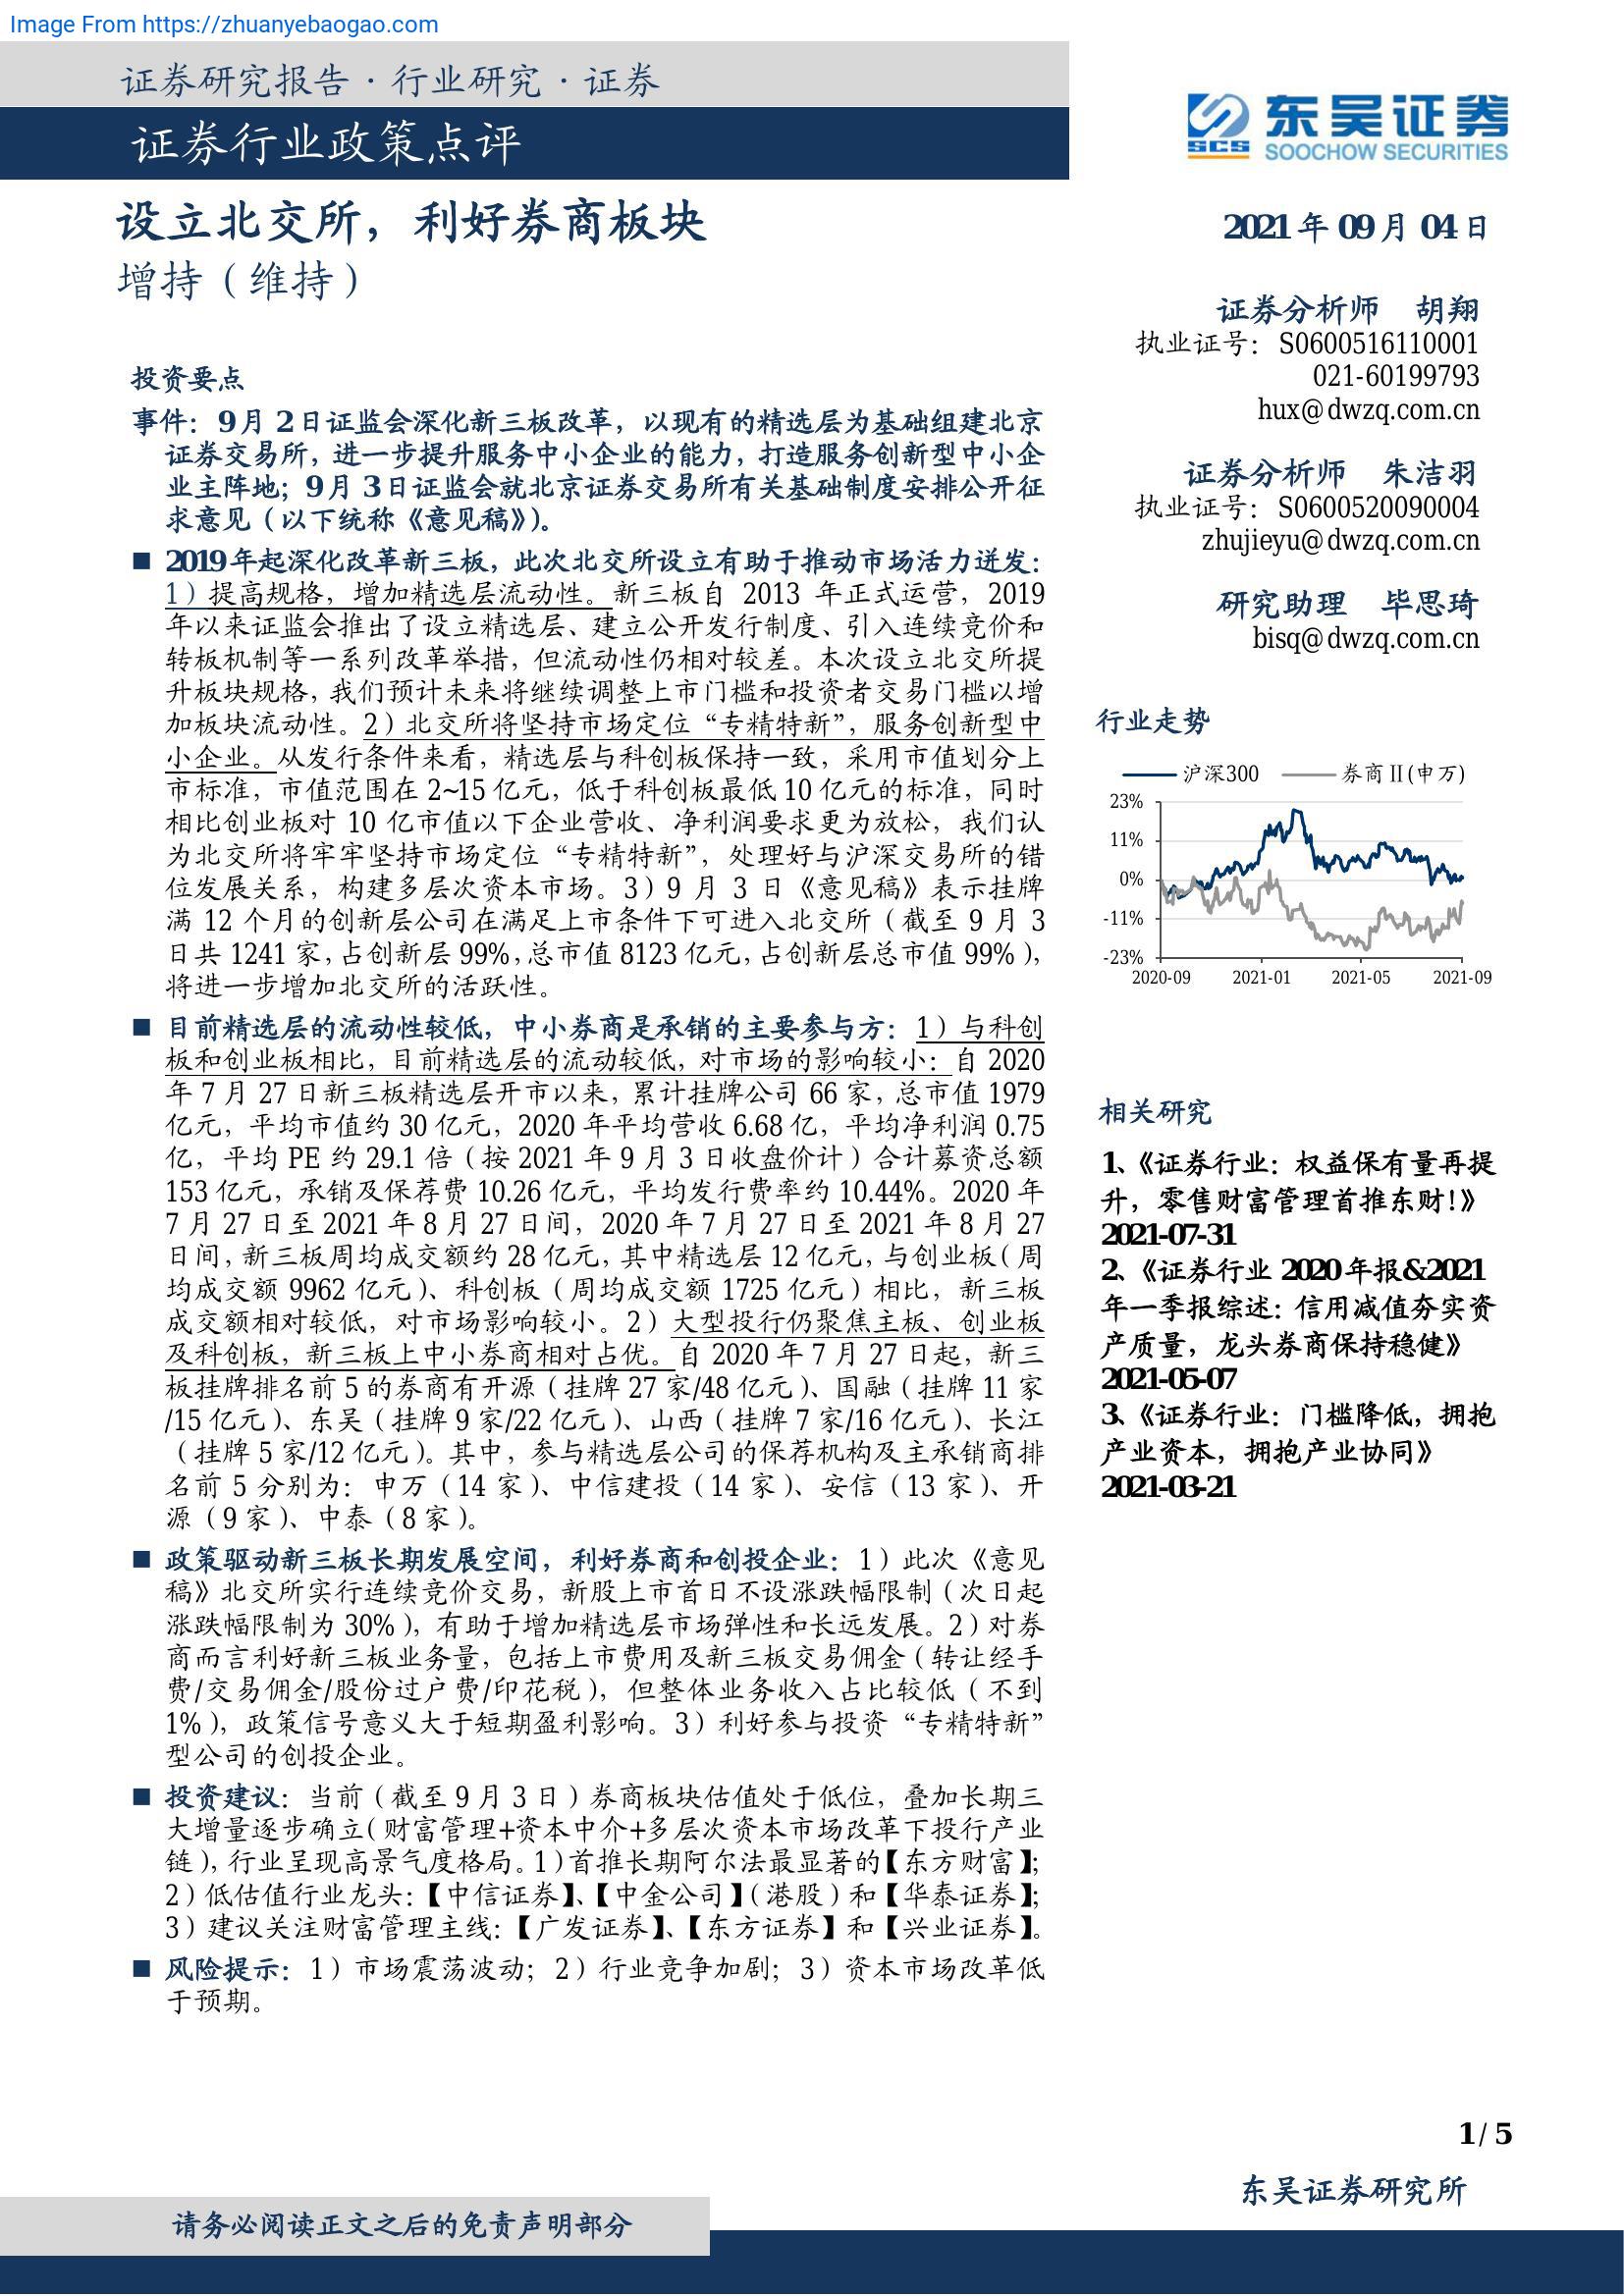 Image From https://zhuanyebaogao.com
证券研究报告·行业研究·证券
证券行业政策点评
SCS
东吴证券
SOOCHOW SECURITIES
设立北交所，利好券商板块
增持（维持）
2021年09月04日
证券分析师 胡翔
执业证号：S0600516110001
021-60199793
hux@dwzq.com.cn
证券分析师 朱洁羽
执业证号：S0600520090004
zhujieyu@dwzq.com.cn
研究助理 毕思琦
bisq@dwzq.com.cn
投资要点
事件：9月2日证监会深化新三板改革，以现有的精选层为基础组建北京
证券交易所，进一步提升服务中小企业的能力，打造服务创新型中小企
业主阵地；9月3日证监会就北京证券交易所有关基础制度安排公开征
求意见（以下统称《意见稿》）。
■ 2019年起深化改革新三板，此次北交所设立有助于推动市场活力迸发：
1）提高规格，增加精选层流动性。新三板自 2013 年正式运营，2019
年以来证监会推出了设立精选层、建立公开发行制度、引入连续竞价和
转板机制等一系列改革举措，但流动性仍相对较差。本次设立北交所提
升板块规格，我们预计未来将继续调整上市门槛和投资者交易门槛以增
加板块流动性。2）北交所将坚持市场定位“专精特新”，服务创新型中
小企业。从发行条件来看，精选层与科创板保持一致，采用市值划分上
市标准，市值范围在 2~15 亿元，低于科创板最低 10 亿元的标准，同时
相比创业板对 10 亿市值以下企业营收、净利润要求更为放松，我们认
为北交所将牢牢坚持市场定位“专精特新”，处理好与沪深交易所的错
位发展关系，构建多层次资本市场。3）9 月 3 日《意见稿》表示挂牌
满 12 个月的创新层公司在满足上市条件下可进入北交所（截至 9 月 3
日共 1241 家，占创新层 99%，总市值 8123 亿元，占创新层总市值 99%），
将进一步增加北交所的活跃性。
■ 目前精选层的流动性较低，中小券商是承销的主要参与方：1）与科创
板和创业板相比，目前精选层的流动较低，对市场的影响较小：自 2020
年 7 月 27 日新三板精选层开市以来，累计挂牌公司 66 家，总市值 1979
亿元，平均市值约 30 亿元，2020 年平均营收 6.68 亿，平均净利润 0.75
亿，平均 PE 约 29.1 倍（按 2021 年 9 月 3 日收盘价计）合计募资总额
153 亿元，承销及保荐费 10.26 亿元，平均发行费率约 10.44%。2020 年
7 月 27 日至 2021 年 8 月 27 日间，2020 年 7 月 27 日至 2021 年 8 月 27
日间，新三板周均成交额约 28 亿元，其中精选层 12 亿元，与创业板（周
均成交额 9962 亿元）、科创板（周均成交额 1725 亿元）相比，新三板
成交额相对较低，对市场影响较小。2）大型投行仍聚焦主板、创业板
及科创板，新三板上中小券商相对占优。自 2020 年 7 月 27 日起，新三
板挂牌排名前 5 的券商有开源（挂牌 27 家/48 亿元）、国融（挂牌 11 家
/15 亿元）、东吴（挂牌 9 家/22 亿元）、山西（挂牌 7 家/16 亿元）、长江
（挂牌 5 家/12 亿元）。其中，参与精选层公司的保荐机构及主承销商排
名前 5 分别为：申万（14 家）、中信建投（14 家）、安信（13 家）、开
源（9 家）、中泰（8 家）。
■ 政策驱动新三板长期发展空间，利好券商和创投企业：1）此次《意见
稿》北交所实行连续竞价交易，新股上市首日不设涨跌幅限制（次日起
涨跌幅限制为 30%），有助于增加精选层市场弹性和长远发展。2）对券
商而言利好新三板业务量，包括上市费用及新三板交易佣金（转让经手
费/交易佣金/股份过户费/印花税），但整体业务收入占比较低（不到
1%），政策信号意义大于短期盈利影响。3）利好参与投资“专精特新”
型公司的创投企业。
■ 投资建议：当前（截至 9 月 3 日）券商板块估值处于低位，叠加长期三
大增量逐步确立（财富管理+资本中介+多层次资本市场改革下投行产业
链），行业呈现高景气度格局。1）首推长期阿尔法最显著的【东方财富】；
2）低估值行业龙头：【中信证券】、【中金公司】（港股）和【华泰证券】；
3）建议关注财富管理主线：【广发证券】、【东方证券】和【兴业证券】。
■ 风险提示：1）市场震荡波动；2）行业竞争加剧；3）资本市场改革低
于预期。
行业走势
沪深300 券商Ⅱ(申万)
23%
11%
0%
-11%
-23%
2020-09 2021-01 2021-05 2021-09
相关研究
1、《证券行业：权益保有量再提
升，零售财富管理首推东财！》
2021-07-31
2、《证券行业 2020 年报&2021
年一季报综述：信用减值夯实资
产质量，龙头券商保持稳健》
2021-05-07
3、《证券行业：门槛降低，拥抱
产业资本，拥抱产业协同》
2021-03-21
1 / 5
东吴证券研究所
请务必阅读正文之后的免责声明部分